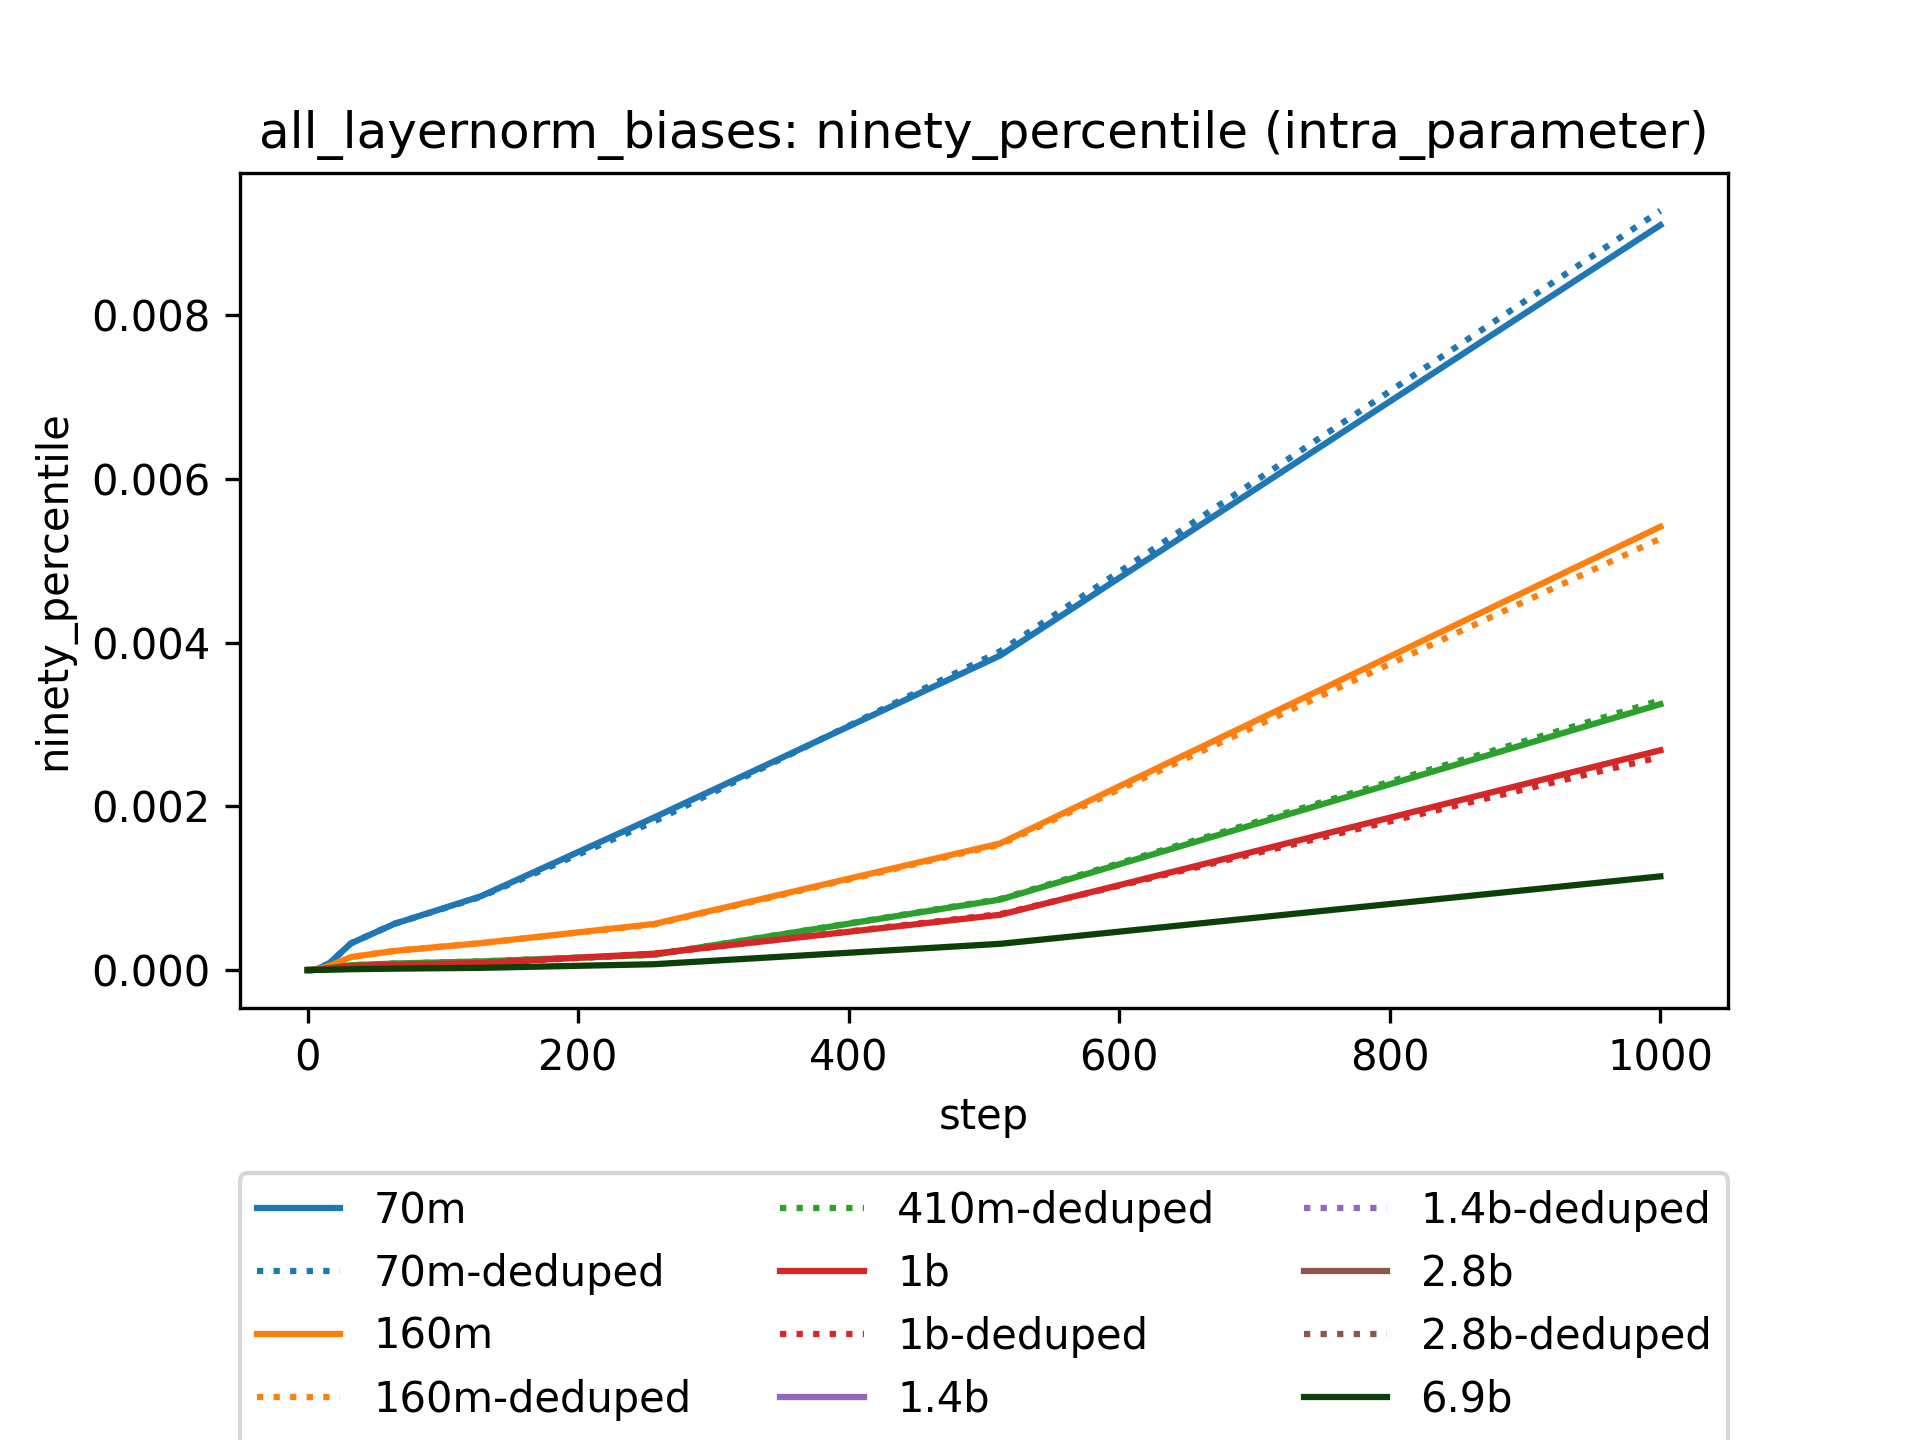 all_layernorm_biases: ninety_percentile (intra_parameter)
ninety_percentile
0.008
0.006
0.004
0.002
0.000
0 200 400 600 800 1000
step
70m 410m-deduped 1.4b-deduped
70m-deduped 1b 2.8b
160m 1b-deduped 2.8b-deduped
160m-deduped 1.4b 6.9b